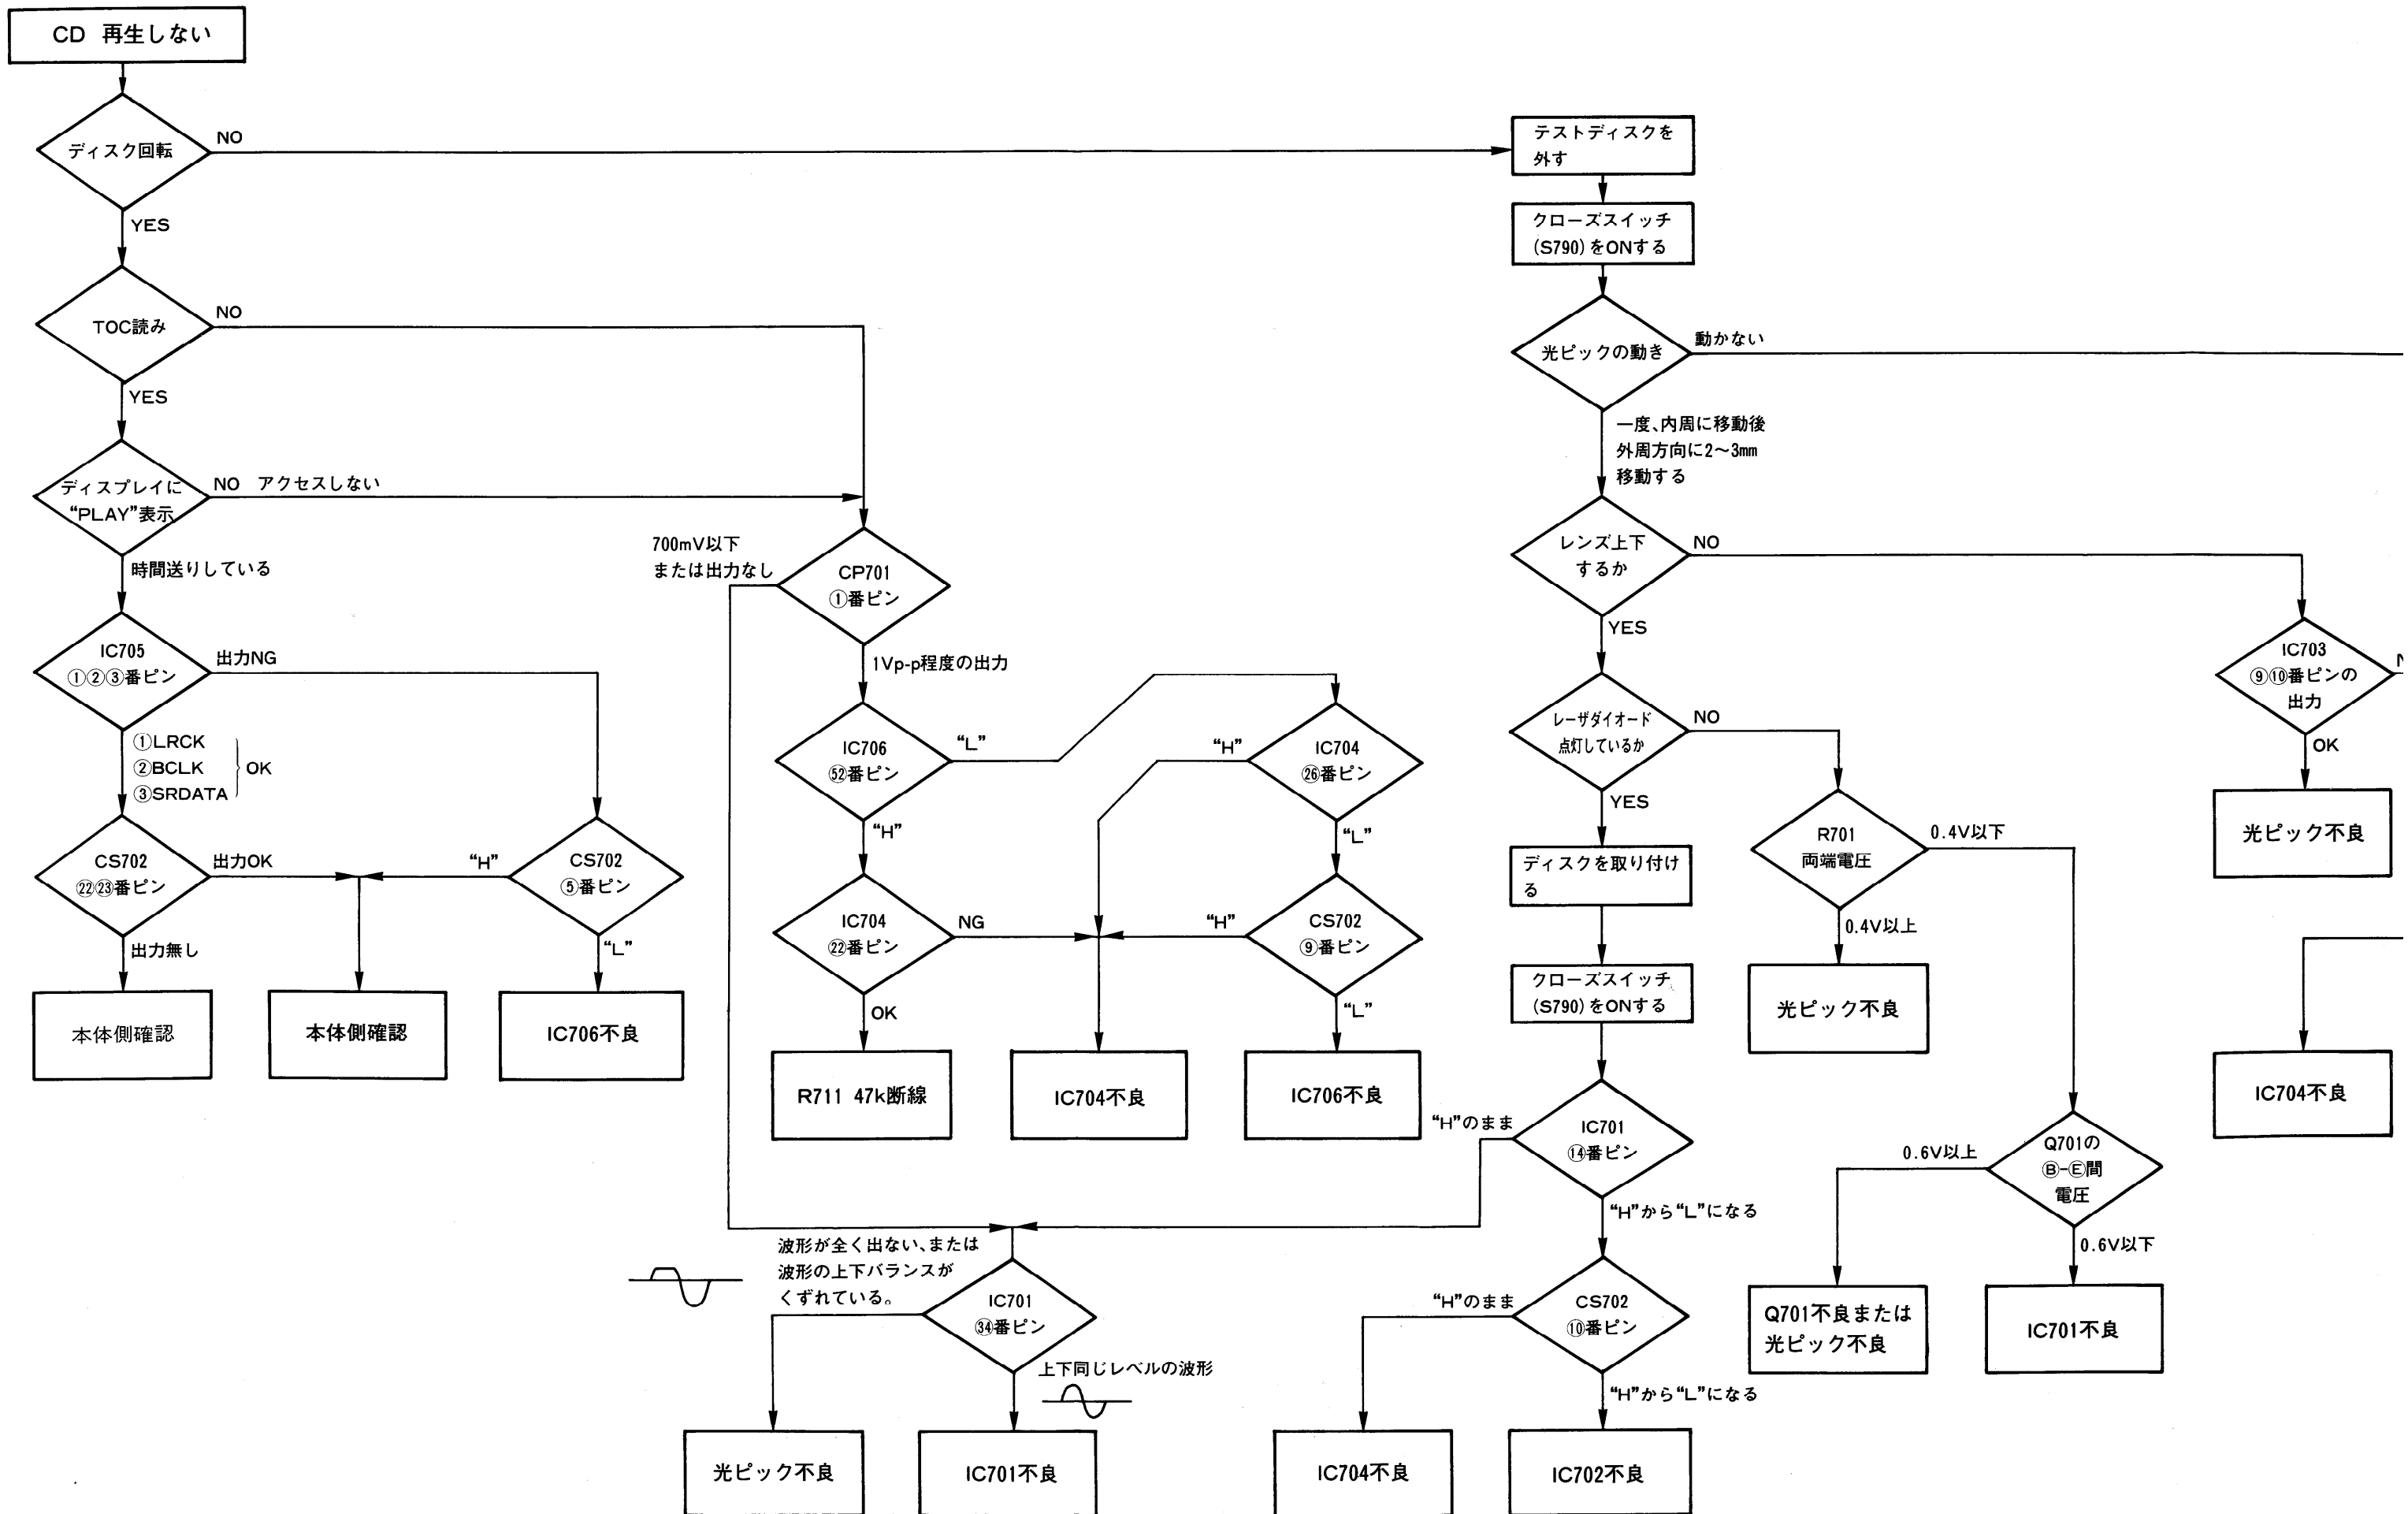 CD 再生しない
ディスク回転
NO
YES
TOC読み
NO
YES
ディスプレイに
“PLAY”表示
NO アクセスしない
時間送りしている
IC705
①②③番ピン
出力NG
①LRCK
②BCLK
③SRDATA
OK
CS702
㉒㉓番ピン
出力OK
出力無し
“H”
CS702
⑤番ピン
“L”
本体側確認
本体側確認
IC706不良
700mV以下
または出力なし
CP701
①番ピン
1Vp-p程度の出力
IC706
52番ピン
“L”
“H”
IC704
㉖番ピン
“H”
“L”
IC704
㉒番ピン
NG
OK
“H”
CS702
⑨番ピン
“L”
R711 47k断線
IC704不良
IC706不良
波形が全く出ない、または
波形の上下バランスが
くずれている。
IC701
㉞番ピン
上下同じレベルの波形
光ピック不良
IC701不良
テストディスクを
外す
クローズスイッチ
(S790)をONする
光ピックの動き
動かない
一度、内周に移動後
外周方向に2〜3mm
移動する
レンズ上下
するか
NO
YES
レーザダイオード
点灯しているか
NO
YES
ディスクを取り付け
る
クローズスイッチ
(S790)をONする
IC701
⑭番ピン
“H”のまま
“H”から“L”になる
CS702
⑩番ピン
“H”のまま
“H”から“L”になる
IC704不良
IC702不良
R701
両端電圧
0.4V以下
0.4V以上
光ピック不良
Q701の
Ⓑ-Ⓔ間
電圧
0.6V以上
0.6V以下
Q701不良または
光ピック不良
IC701不良
IC703
⑨⑩番ピンの
出力
OK
光ピック不良
IC704不良